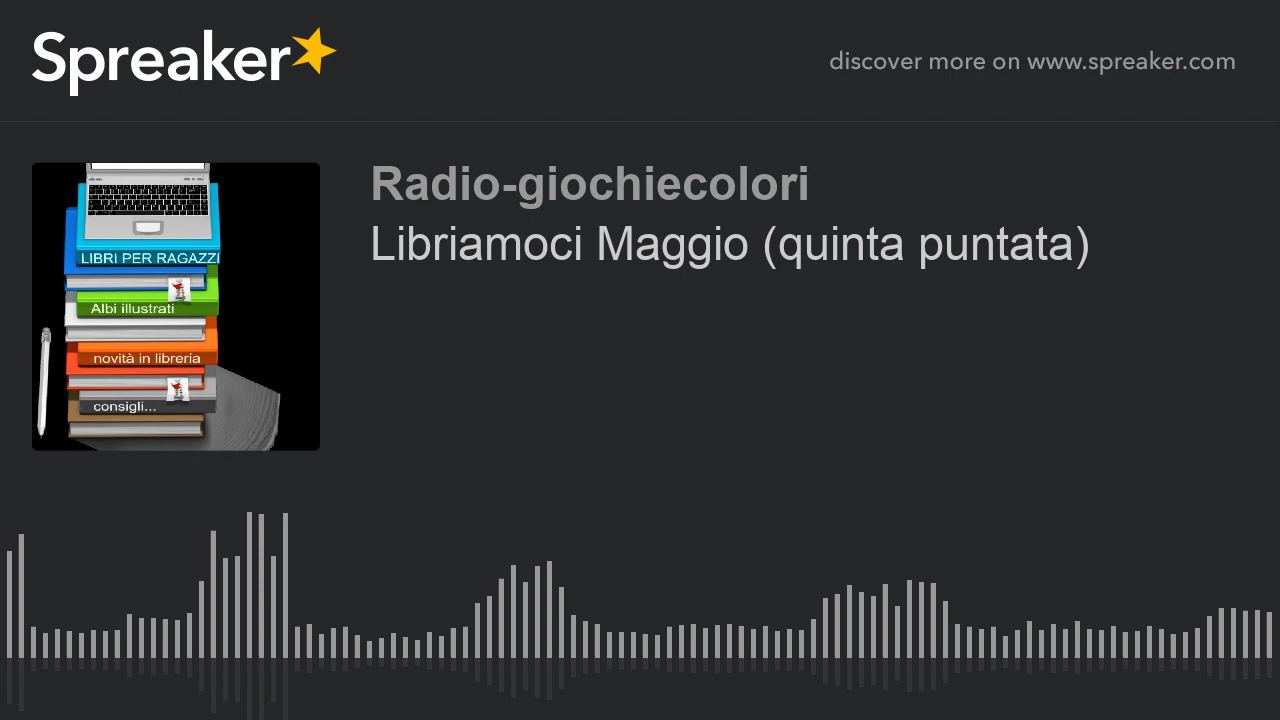 Spreaker
discover more on www.spreaker.com
Radio-giochiecolori
Libriamoci Maggio (quinta puntata)
LIBRI PER RAGAZZI
Albi illustrati
novità in libreria
consigli...